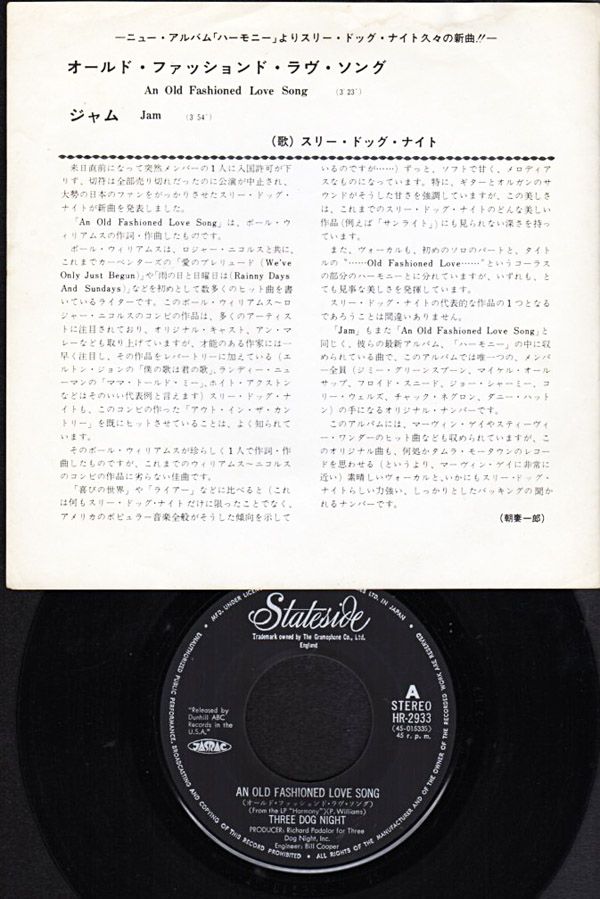 —ニュー・アルバム「ハーモニー」よりスリー・ドッグ・ナイト久々の新曲!!—
オールド・ファッションド・ラヴ・ソング
An Old Fashioned Love Song (3′23″)
ジャム Jam (3′54″)
(歌) スリー・ドッグ・ナイト
来日直前になって突然メンバーの1人に入国許可が下
りず、切符は全部売り切れだったのに公演が中止され、
大勢の日本のファンをがっかりさせたスリー・ドッグ・
ナイトが新曲を発表しました。
「An Old Fashioned Love Song」は、ポール・ウ
ィリアムスの作詞・作曲したものです。
ポール・ウィリアムスは、ロジャー・ニコルスと共に、
これまでカーペンターズの「愛のプレリュード (We've
Only Just Begun)」や「雨の日と日曜日は(Rainny Days
And Sundays)」などを初めとして数多くのヒット曲を書
いているライターです。このポール・ウィリアムス〜ロ
ジャー・ニコルスのコンビの作品は、多くのアーティス
トに注目されており、オリジナル・キャスト、アン・マ
レーなども取り上げていますが、才能のある作家には一
早く注目し、その作品をレパートリーに加えている(エ
ルトン・ジョンの「僕の歌は君の歌」、ランディー・ニュ
ーマンの「ママ・トールド・ミー」、ホイト・アクストン
などはそのいい代表例と言えます) スリー・ドッグ・ナ
イトも、このコンビの作った「アウト・イン・ザ・カン
トリー」を既にヒットさせていることは、よく知られて
います。
そのポール・ウィリアムスが珍らしく1人で作詞・作
曲したものですが、これまでのウィリアムス〜ニコルス
のコンビの作品に劣らない佳曲です。
「喜びの世界」や「ライアー」などに比べると(これ
は何もスリー・ドッグ・ナイトだけに限ったことでなく、
アメリカのポピュラー音楽全般がそうした傾向を示して
いるのですが……) ずっと、ソフトで甘く、メロディア
スなものになっています。特に、ギターとオルガンのサ
ウンドがそうした甘さを強調していますが、この美しさ
は、これまでのスリー・ドッグ・ナイトのどんな美しい
作品(例えば「サンライト」)にも見られない深さを持っ
ています。
また、ヴォーカルも、初めのソロのパートと、タイト
ルの“……Old Fashioned Love……”というコーラス
の部分のハーモニーとに分れていますが、いずれも、と
ても見事な美しさを発揮しています。
スリー・ドッグ・ナイトの代表的な作品の1つとなる
であろうことは間違いありません。
「Jam」もまた「An Old Fashioned Love Song」と
同じく、彼らの最新アルバム、「ハーモニー」の中に収
められている曲で、このアルバムでは唯一つの、メンバ
ー全員(ジミー・グリーンスプーン、マイケル・オール
サップ、フロイド・スニード、ジョー・シャーミー、コ
リー・ウェルズ、チャック・ネグロン、ダニー・ハット
ン) の手になるオリジナル・ナンバーです。
このアルバムには、マーヴィン・ゲイやスティーヴィ
ー・ワンダーのヒット曲なども収められていますが、こ
のオリジナル曲も、何処かタムラ・モータウンのレコー
ドを思わせる (というより、マーヴィン・ゲイに非常に
近い) 素晴しいヴォーカルと、いかにもスリー・ドッグ・
ナイトらしい力強い、しっかりとしたバッキングの聞か
れるナンバーです。
(朝妻一郎)
Stateside
Trademark owned by The Gramophone Co., Ltd.
England
"Released by
Dunhill ABC
Records in the
U.S.A."
JASRAC
A
STEREO
HR-2933
(45-015335)
45 r. p. m.
AN OLD FASHIONED LOVE SONG
(オールド・ファッションド・ラヴ・ソング)
(From the LP "Harmony")(P. Williams)
THREE DOG NIGHT
PRODUCER: Richard Podolor for Three
Dog Night, Inc.
Engineer: Bill Cooper
LTD. IN JAPAN • ALL RIGHTS OF THE MANUFACTURER AND OF THE OWNER OF THE RECORDED WORK ARE RESERVED
UNAUTHORIZED PUBLIC PERFORMANCE, BROADCASTING AND COPYING OF THIS RECORD PROHIBITED •
MFD. UNDER